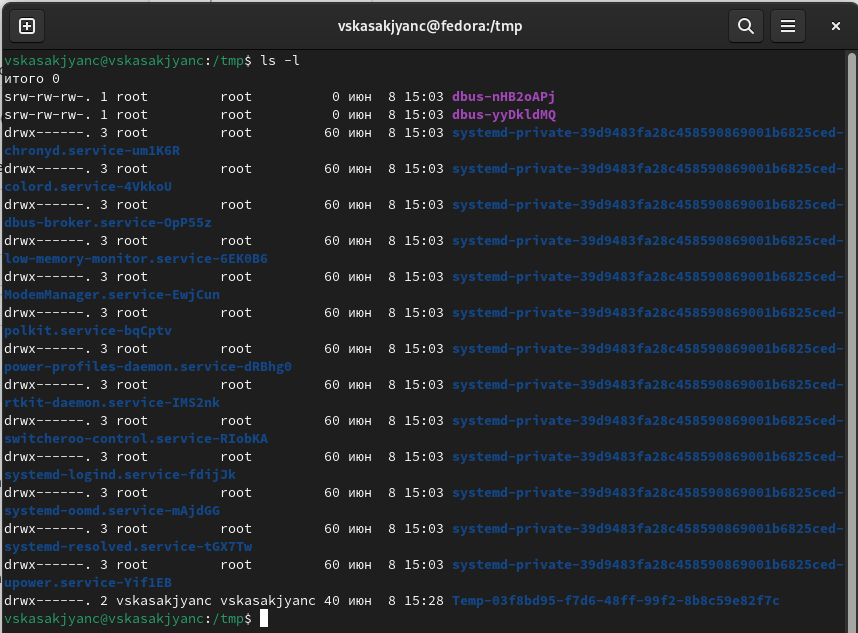 vskasakjyanc@fedora:/tmp
vskasakjyanc@vskasakjyanc:/tmp$ ls -l
итого 0
srw-rw-rw-. 1 root         root          0 июн  8 15:03 dbus-nHB2oAPj
srw-rw-rw-. 1 root         root          0 июн  8 15:03 dbus-yyDkldMQ
drwx------. 3 root         root         60 июн  8 15:03 systemd-private-39d9483fa28c458590869001b6825ced-
chronyd.service-um1K6R
drwx------. 3 root         root         60 июн  8 15:03 systemd-private-39d9483fa28c458590869001b6825ced-
colord.service-4VkkoU
drwx------. 3 root         root         60 июн  8 15:03 systemd-private-39d9483fa28c458590869001b6825ced-
dbus-broker.service-OpP55z
drwx------. 3 root         root         60 июн  8 15:03 systemd-private-39d9483fa28c458590869001b6825ced-
low-memory-monitor.service-6EK0B6
drwx------. 3 root         root         60 июн  8 15:03 systemd-private-39d9483fa28c458590869001b6825ced-
ModemManager.service-EwjCun
drwx------. 3 root         root         60 июн  8 15:03 systemd-private-39d9483fa28c458590869001b6825ced-
polkit.service-bqCptv
drwx------. 3 root         root         60 июн  8 15:03 systemd-private-39d9483fa28c458590869001b6825ced-
power-profiles-daemon.service-dRBhg0
drwx------. 3 root         root         60 июн  8 15:03 systemd-private-39d9483fa28c458590869001b6825ced-
rtkit-daemon.service-IMS2nk
drwx------. 3 root         root         60 июн  8 15:03 systemd-private-39d9483fa28c458590869001b6825ced-
switcheroo-control.service-RIobKA
drwx------. 3 root         root         60 июн  8 15:03 systemd-private-39d9483fa28c458590869001b6825ced-
systemd-logind.service-fdijJk
drwx------. 3 root         root         60 июн  8 15:03 systemd-private-39d9483fa28c458590869001b6825ced-
systemd-oomd.service-mAjdGG
drwx------. 3 root         root         60 июн  8 15:03 systemd-private-39d9483fa28c458590869001b6825ced-
systemd-resolved.service-tGX7Tw
drwx------. 3 root         root         60 июн  8 15:03 systemd-private-39d9483fa28c458590869001b6825ced-
upower.service-Yif1EB
drwx------. 2 vskasakjyanc vskasakjyanc 40 июн  8 15:28 Temp-03f8bd95-f7d6-48ff-99f2-8b8c59e82f7c
vskasakjyanc@vskasakjyanc:/tmp$